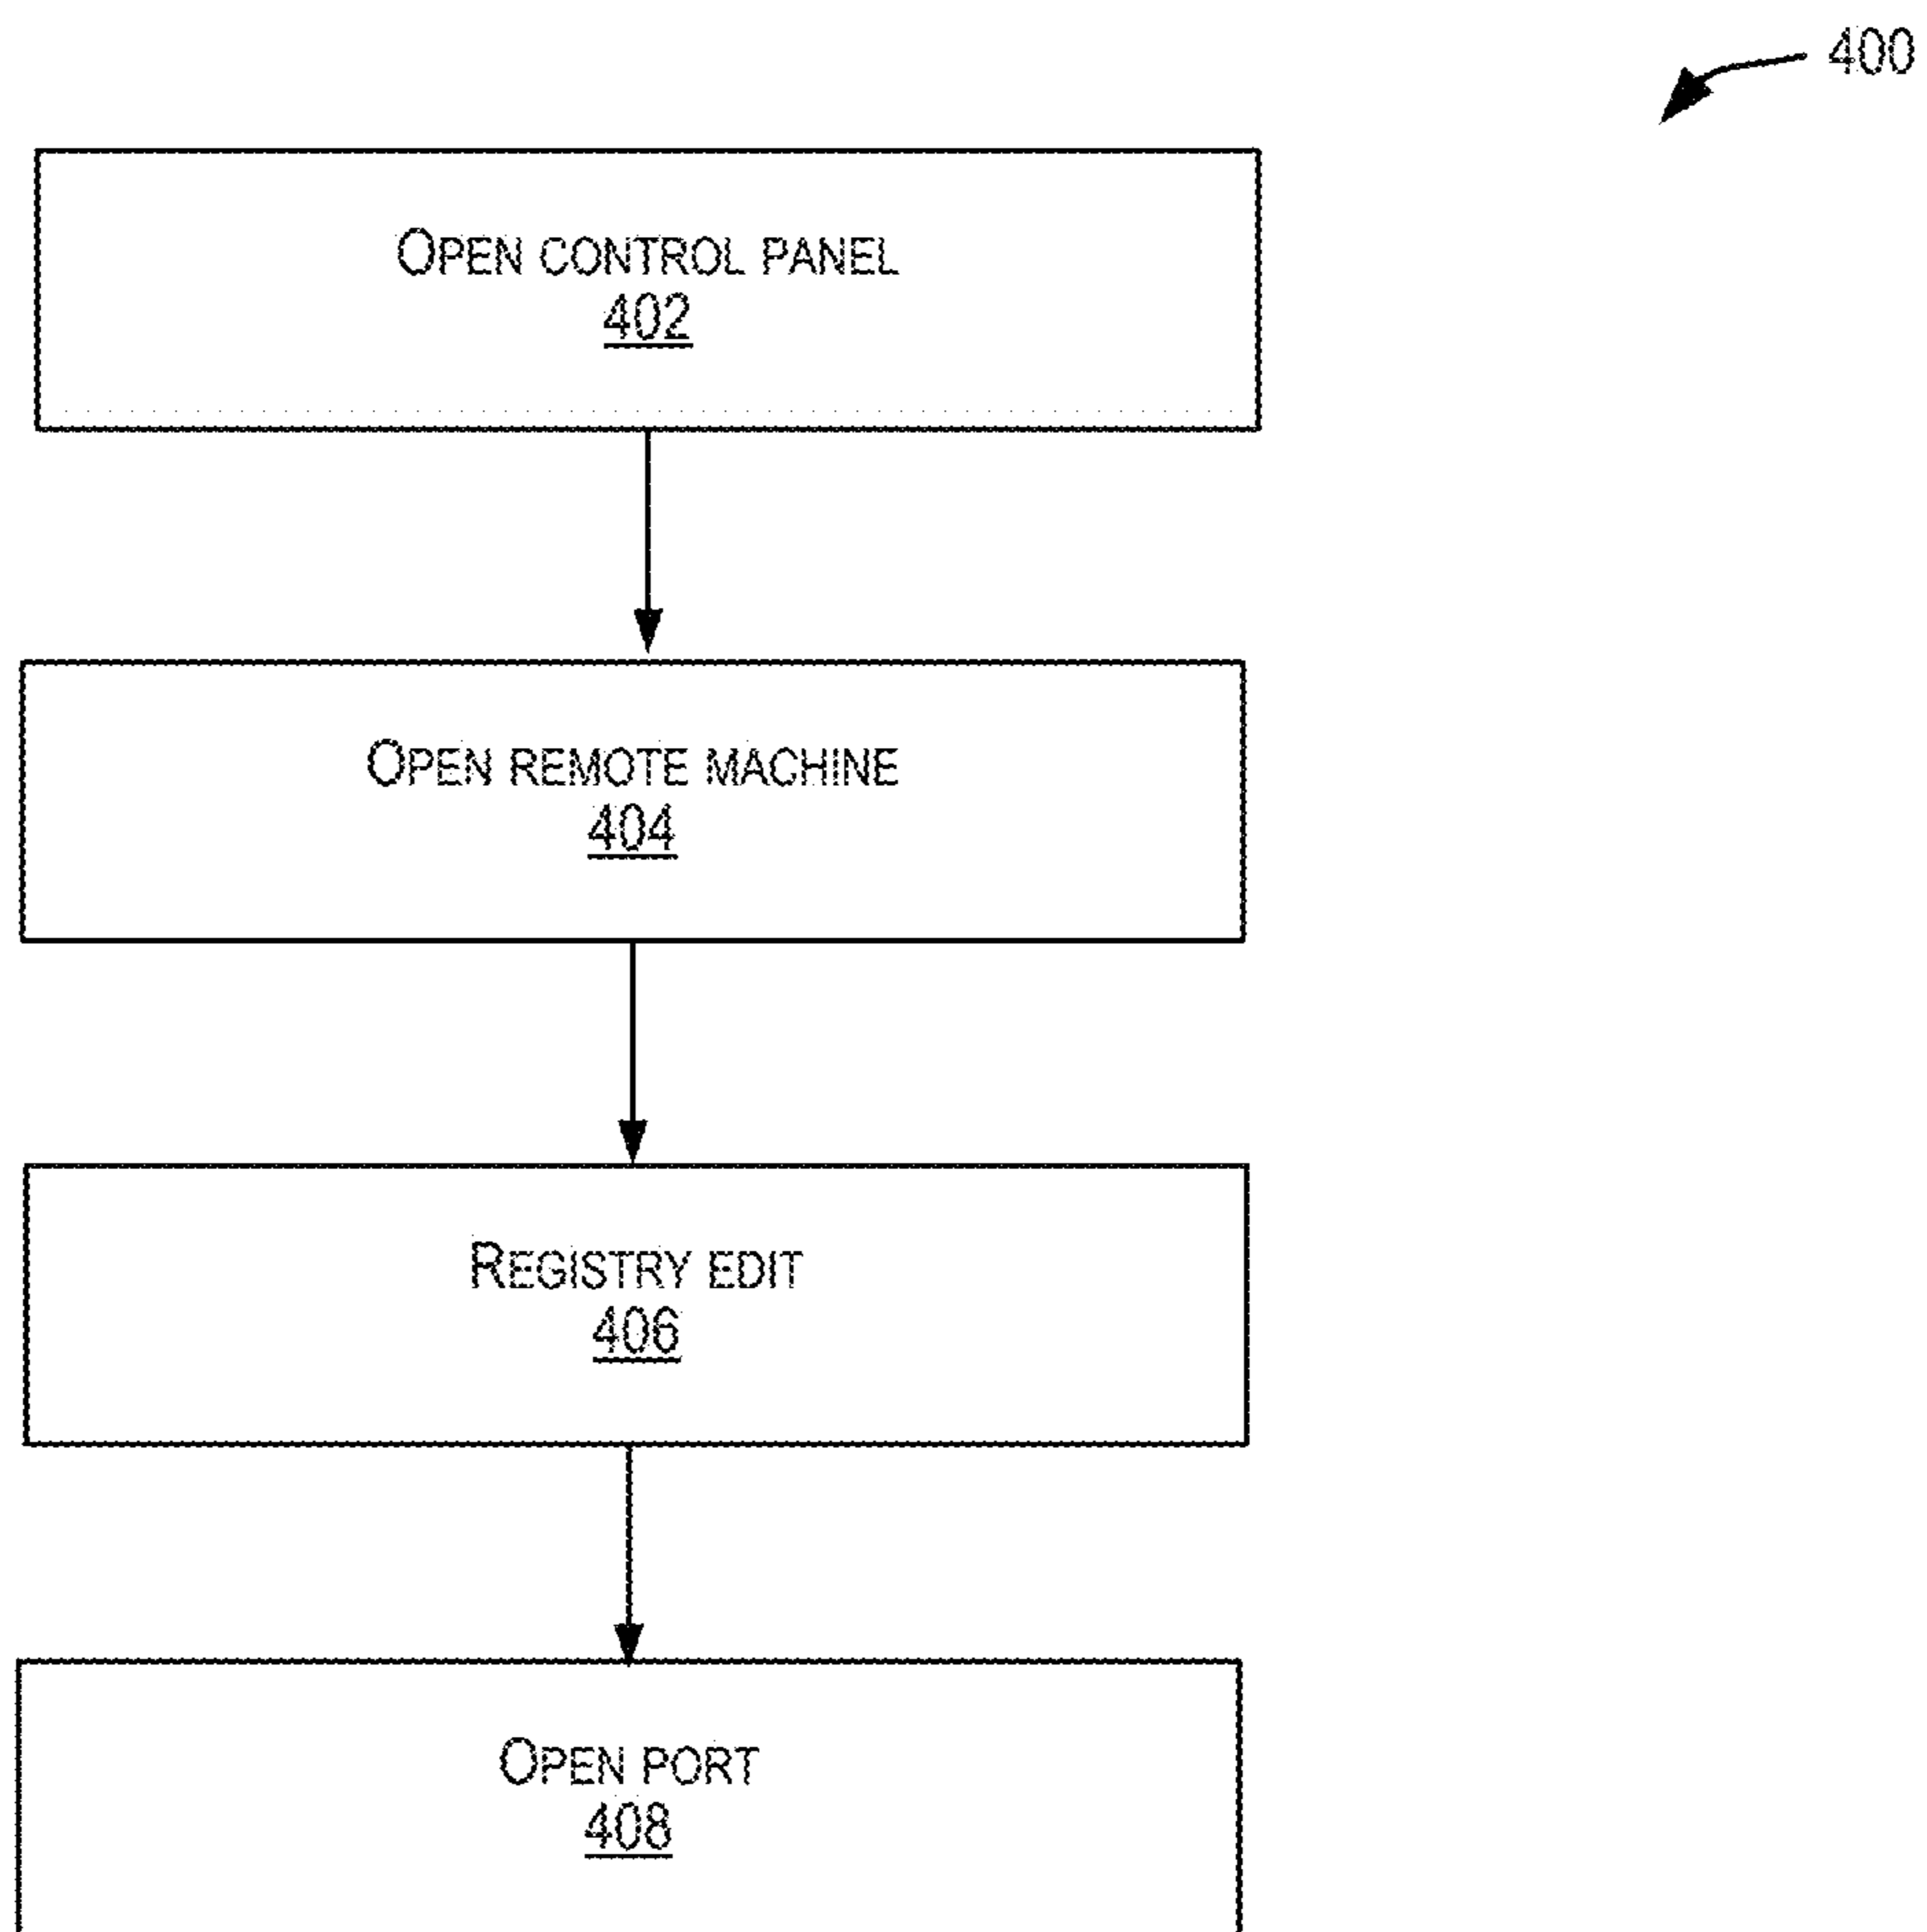 400
OPEN CONTROL PANEL
402
OPEN REMOTE MACHINE
404
REGISTRY EDIT
406
OPEN PORT
408